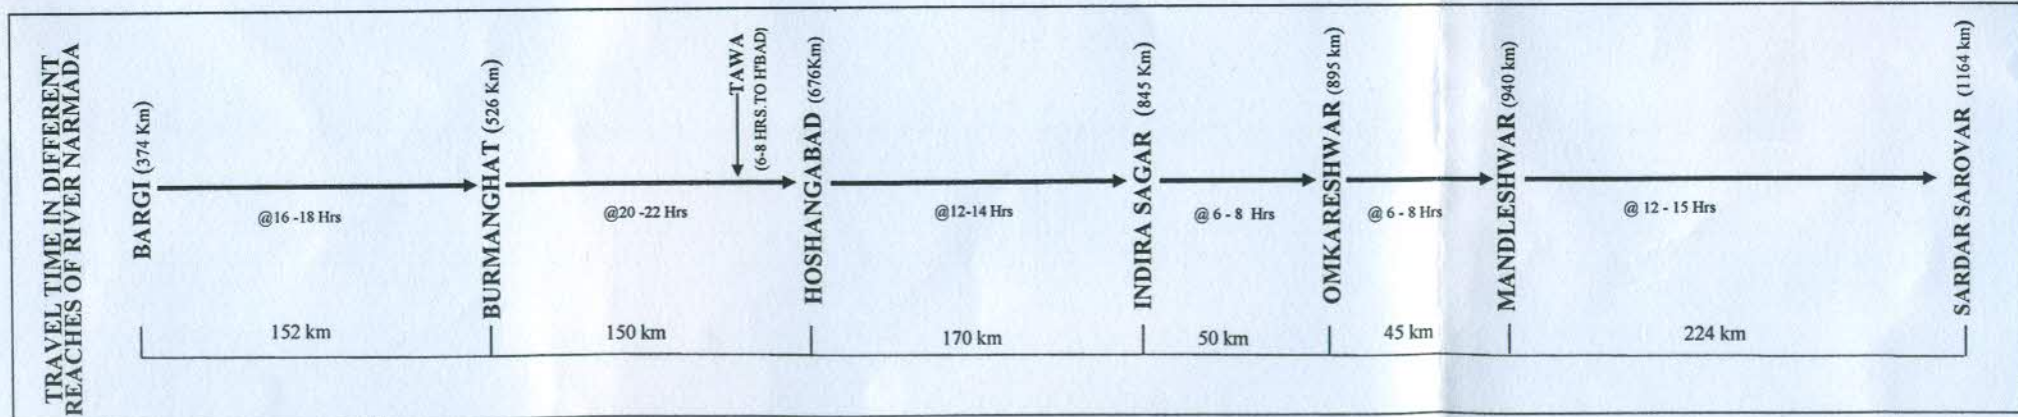 TRAVEL TIME IN DIFFERENT
REACHES OF RIVER NARMADA
BARGI (374 Km)
@16 -18 Hrs
BURMANGHAT (526 Km)
@20 -22 Hrs
TAWA
(6-8 HRS.TO H'BAD)
HOSHANGABAD (676Km)
@12-14 Hrs
INDIRA SAGAR (845 Km)
@ 6 - 8 Hrs
OMKARESHWAR (895 km)
@ 6 - 8 Hrs
MANDLESHWAR (940 km)
@ 12 - 15 Hrs
SARDAR SAROVAR (1164 km)
152 km
150 km
170 km
50 km
45 km
224 km